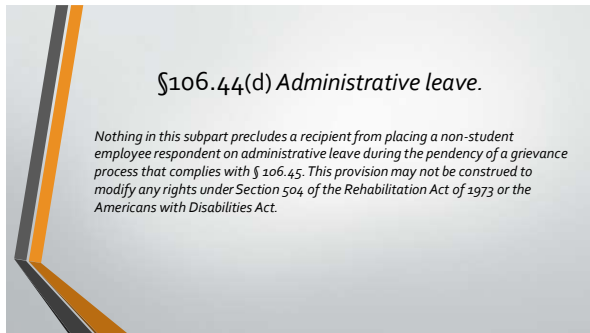 §106.44(d) Administrative leave.
Nothing in this subpart precludes a recipient from placing a non-student
employee respondent on administrative leave during the pendency of a grievance
process that complies with § 106.45. This provision may not be construed to
modify any rights under Section 504 of the Rehabilitation Act of 1973 or the
Americans with Disabilities Act.